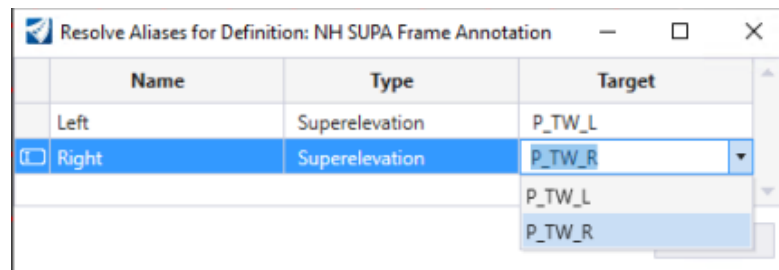 Resolve Aliases for Definition: NH SUPA Frame Annotation
Name Type Target
Left Superelevation P_TW_L
Right Superelevation P_TW_R
P_TW_L
P_TW_R